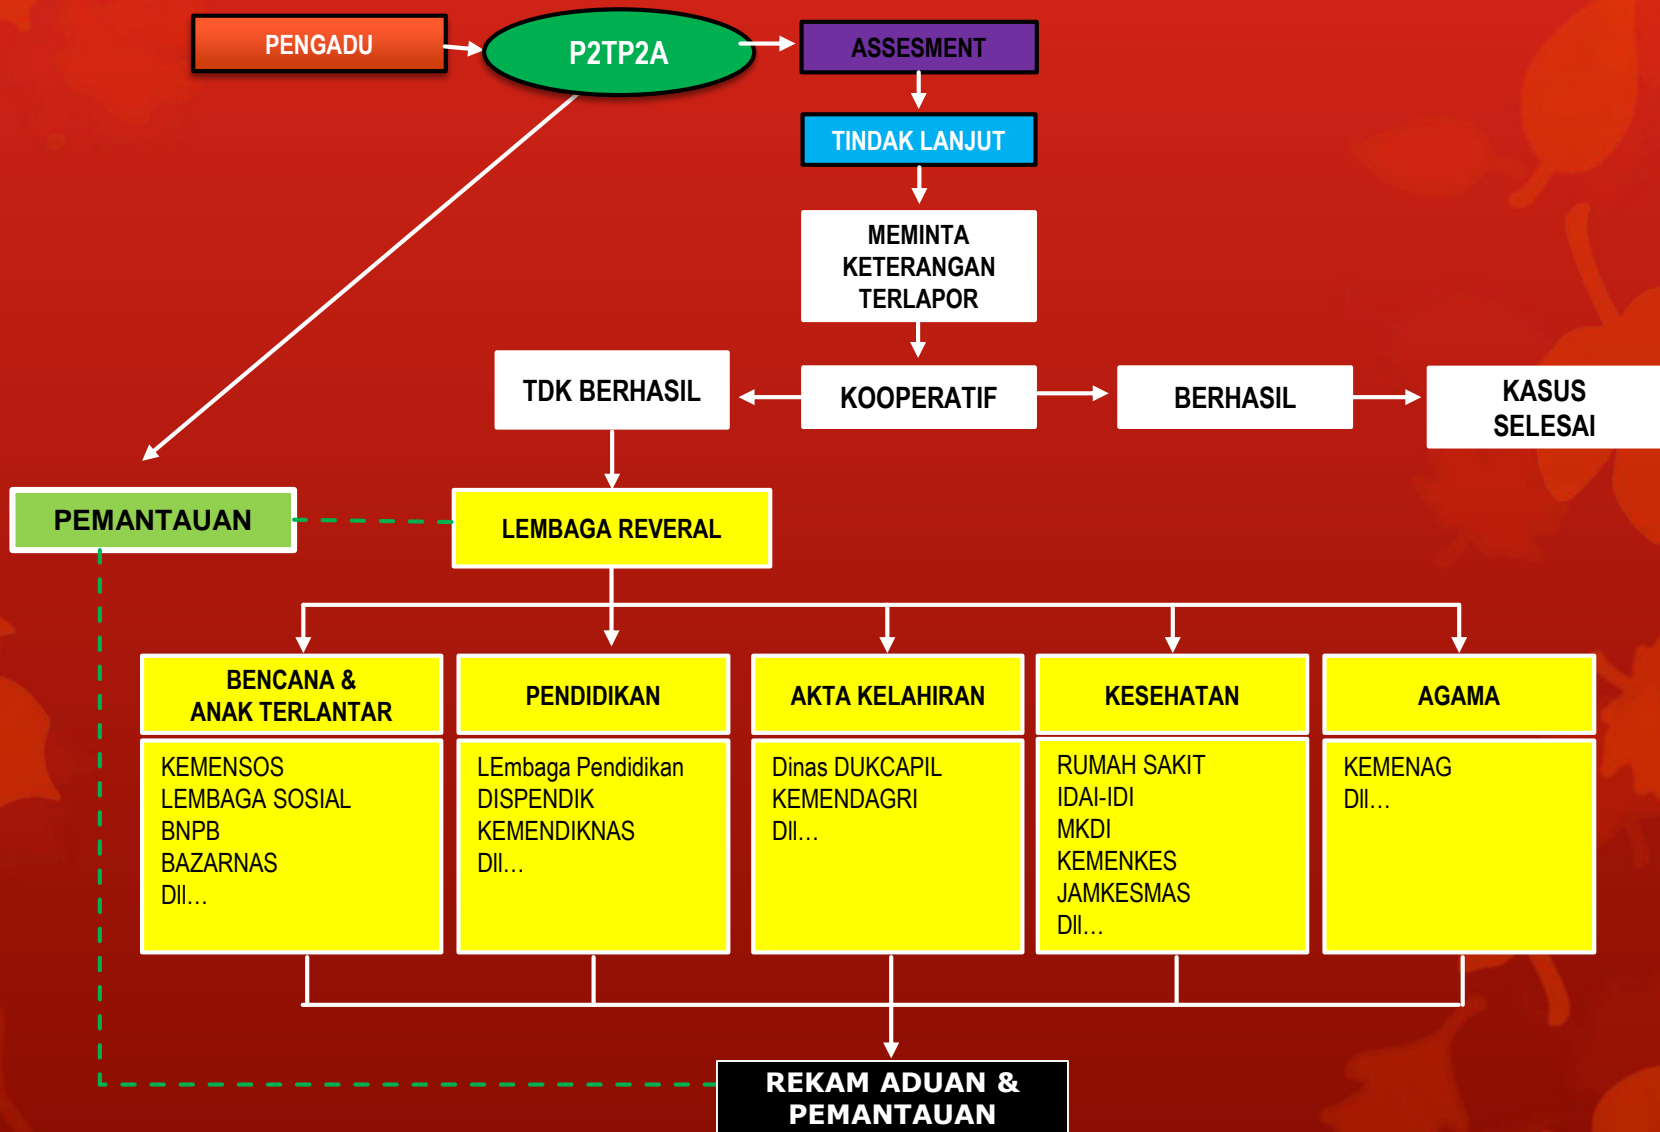 PENGADU
P2TP2A
ASSESMENT
TINDAK LANJUT
MEMINTA
KETERANGAN
TERLAPOR
TDK BERHASIL
KOOPERATIF
BERHASIL
KASUS
SELESAI
PEMANTAUAN
LEMBAGA REVERAL
BENCANA &
ANAK TERLANTAR
KEMENSOS
LEMBAGA SOSIAL
BNPB
BAZARNAS
Dll…
PENDIDIKAN
LEmbaga Pendidikan
DISPENDIK
KEMENDIKNAS
Dll…
AKTA KELAHIRAN
Dinas DUKCAPIL
KEMENDAGRI
Dll…
KESEHATAN
RUMAH SAKIT
IDAI-IDI
MKDI
KEMENKES
JAMKESMAS
Dll…
AGAMA
KEMENAG
Dll…
REKAM ADUAN &
PEMANTAUAN